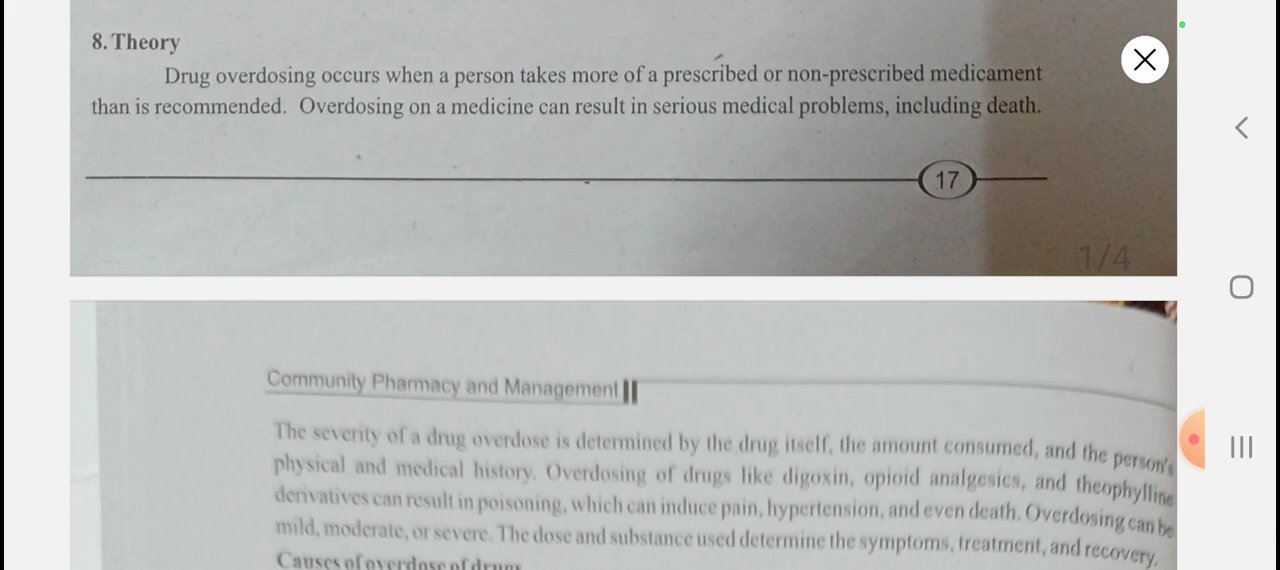 8. Theory
Drug overdosing occurs when a person takes more of a prescribed or non-prescribed medicament
than is recommended. Overdosing on a medicine can result in serious medical problems, including death.
17
1/4
Community Pharmacy and Management
The severity of a drug overdose is determined by the drug itself, the amount consumed, and the person's
physical and medical history. Overdosing of drugs like digoxin, opioid analgesics, and theophylline
derivatives can result in poisoning, which can induce pain, hypertension, and even death. Overdosing can be
mild, moderate, or severe. The dose and substance used determine the symptoms, treatment, and recovery.
Causes of overdose of drugs